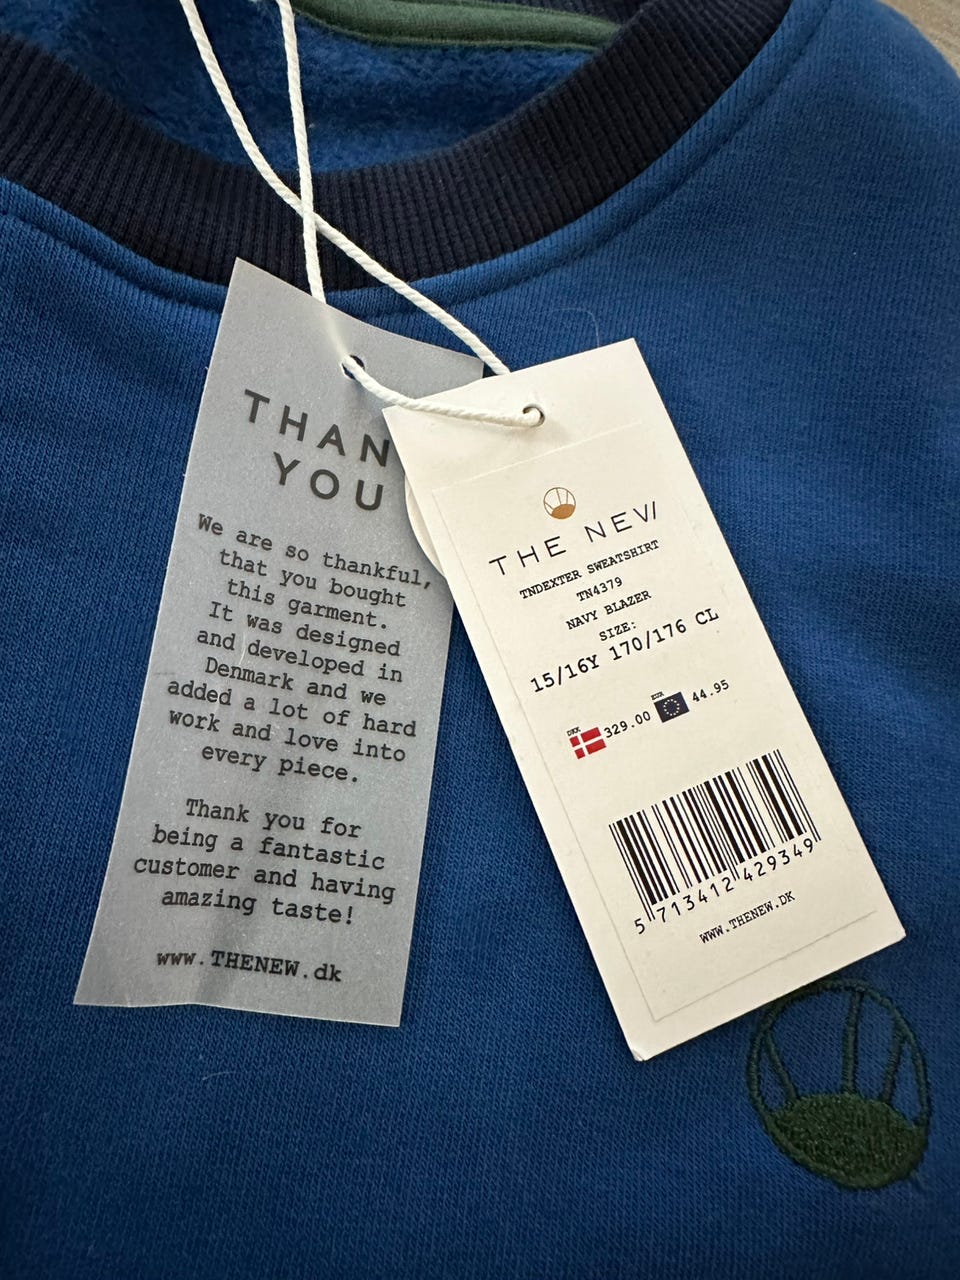 THAN
YOU
We are so thankful,
that you bought
this garment.
It was designed
and developed in
Denmark and we
added a lot of hard
work and love into
every piece.
Thank you for
being a fantastic
customer and having
amazing taste!
www.THENEW.dk
THE NEW
TNDEXTER SWEATSHIRT
TN4379
NAVY BLAZER
SIZE:
15/16Y 170/176 CL
DKK 329.00 EUR 44.95
5 713412 429349
WWW.THENEW.DK